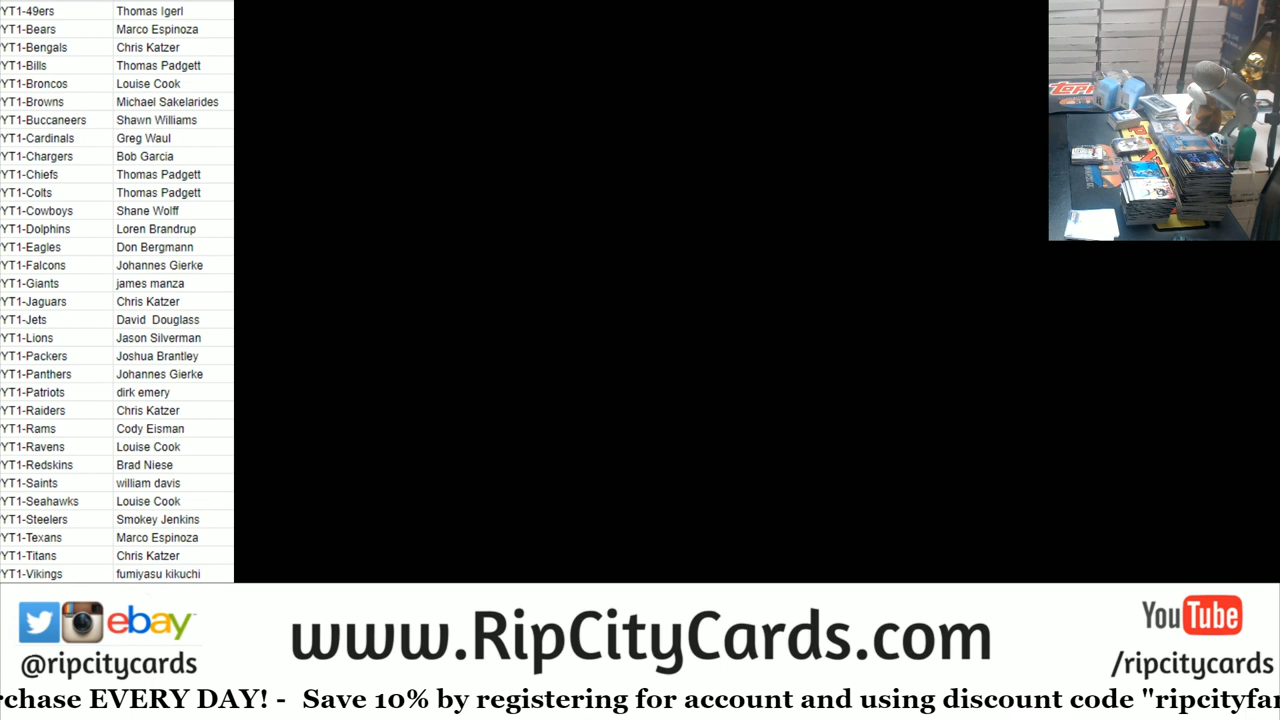 YT1-49ers Thomas Igerl
YT1-Bears Marco Espinoza
YT1-Bengals Chris Katzer
YT1-Bills Thomas Padgett
YT1-Broncos Louise Cook
YT1-Browns Michael Sakelarides
YT1-Buccaneers Shawn Williams
YT1-Cardinals Greg Waul
YT1-Chargers Bob Garcia
YT1-Chiefs Thomas Padgett
YT1-Colts Thomas Padgett
YT1-Cowboys Shane Wolff
YT1-Dolphins Loren Brandrup
YT1-Eagles Don Bergmann
YT1-Falcons Johannes Gierke
YT1-Giants james manza
YT1-Jaguars Chris Katzer
YT1-Jets David Douglass
YT1-Lions Jason Silverman
YT1-Packers Joshua Brantley
YT1-Panthers Johannes Gierke
YT1-Patriots dirk emery
YT1-Raiders Chris Katzer
YT1-Rams Cody Eisman
YT1-Ravens Louise Cook
YT1-Redskins Brad Niese
YT1-Saints william davis
YT1-Seahawks Louise Cook
YT1-Steelers Smokey Jenkins
YT1-Texans Marco Espinoza
YT1-Titans Chris Katzer
YT1-Vikings fumiyasu kikuchi
ebay
@ripcitycards
www.RipCityCards.com
YouTube
/ripcitycards
rchase EVERY DAY! - Save 10% by registering for account and using discount code "ripcityfa